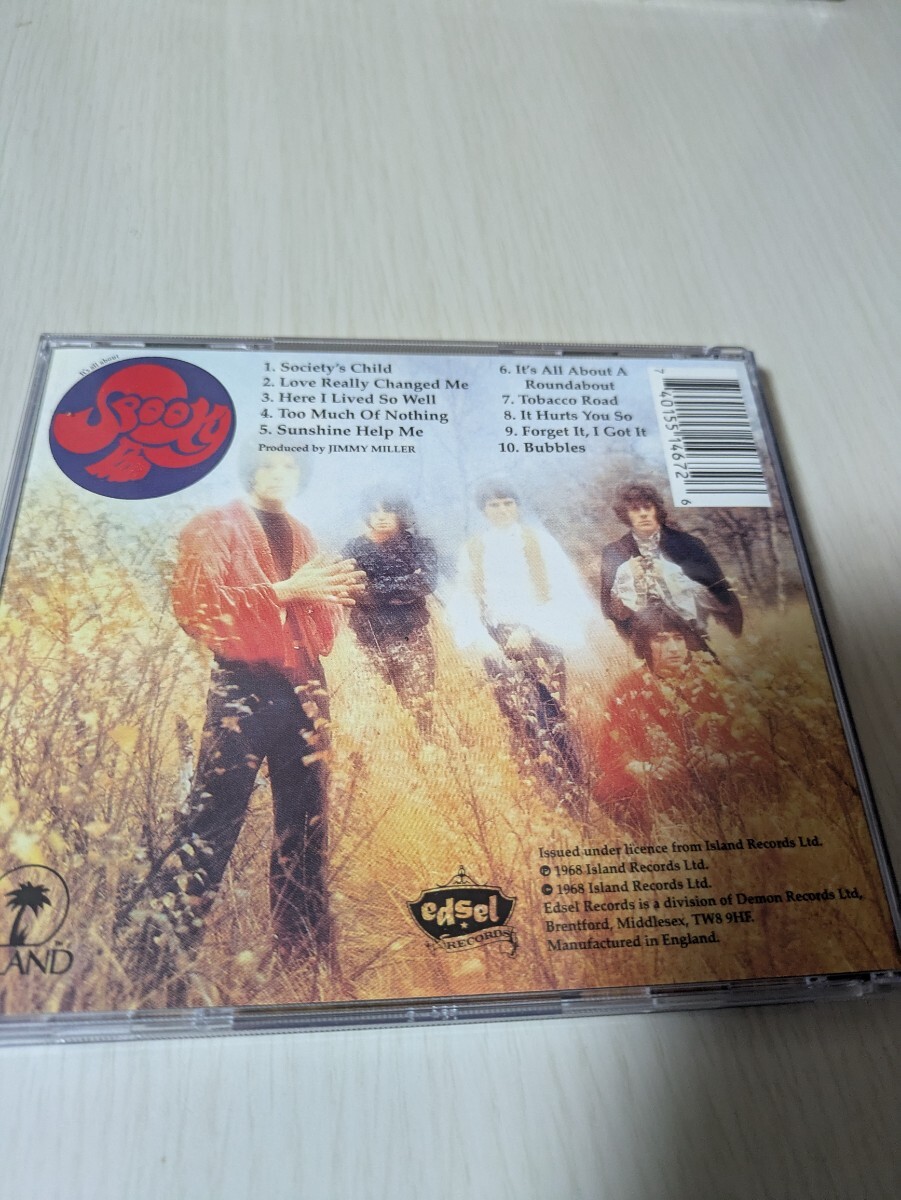 It's all about
SPOOKY
1. Society's Child
2. Love Really Changed Me
3. Here I Lived So Well
4. Too Much Of Nothing
5. Sunshine Help Me
Produced by JIMMY MILLER
6. It's All About A
Roundabout
7. Tobacco Road
8. It Hurts You So
9. Forget It, I Got It
10. Bubbles
7 40155 14672 6
LAND
edsel
RECORDS
Issued under licence from Island Records Ltd.
℗ 1968 Island Records Ltd.
© 1968 Island Records Ltd.
Edsel Records is a division of Demon Records Ltd,
Brentford, Middlesex, TW8 9HF.
Manufactured in England.